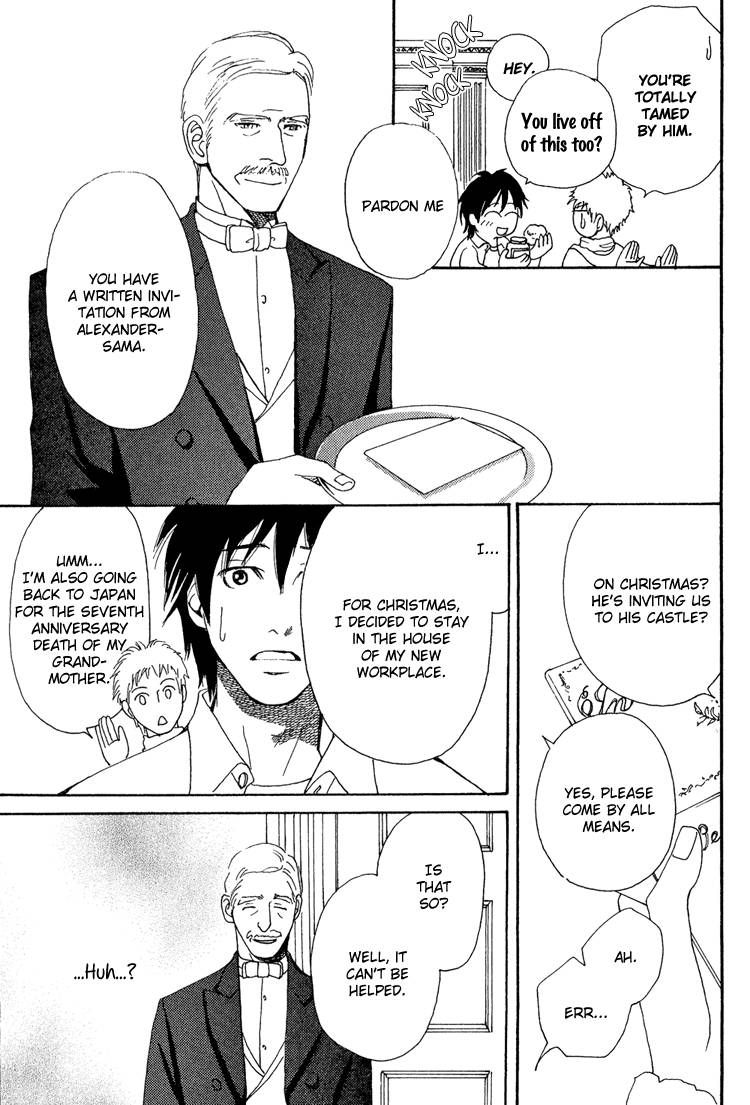 YOU'RE
TOTALLY
TAMED
BY HIM.
HEY.
You live off
of this too?
KNOCK
KNOCK
PARDON ME
YOU HAVE
A WRITTEN INVI-
TATION FROM
ALEXANDER-
SAMA.
ON CHRISTMAS?
HE'S INVITING US
TO HIS CASTLE?
YES, PLEASE
COME BY ALL
MEANS.
AH.
ERR...
I...
FOR CHRISTMAS,
I DECIDED TO STAY
IN THE HOUSE
OF MY NEW
WORKPLACE.
UMM...
I'M ALSO GOING
BACK TO JAPAN
FOR THE SEVENTH
ANNIVERSARY
DEATH OF MY
GRAND-
MOTHER.
IS
THAT
SO?
WELL, IT
CAN'T BE
HELPED.
...Huh...?